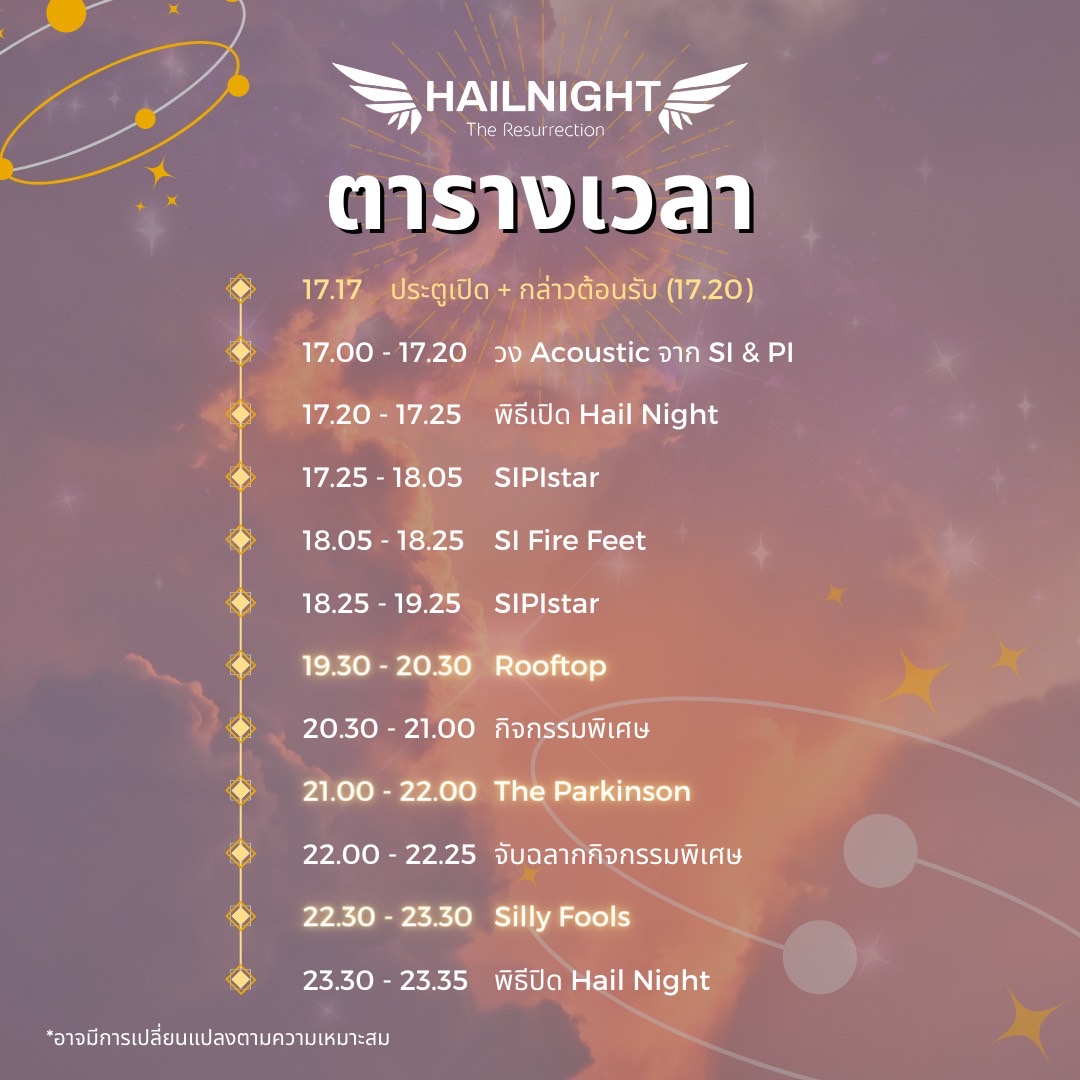 HAILNIGHT
The Resurrection
ตารางเวลา
17.17 ประตูเปิด + กล่าวต้อนรับ (17.20)
17.00 - 17.20 วง Acoustic จาก SI & PI
17.20 - 17.25 พิธีเปิด Hail Night
17.25 - 18.05 SIPIstar
18.05 - 18.25 SI Fire Feet
18.25 - 19.25 SIPIstar
19.30 - 20.30 Rooftop
20.30 - 21.00 กิจกรรมพิเศษ
21.00 - 22.00 The Parkinson
22.00 - 22.25 จับฉลากกิจกรรมพิเศษ
22.30 - 23.30 Silly Fools
23.30 - 23.35 พิธีปิด Hail Night
*อาจมีการเปลี่ยนแปลงตามความเหมาะสม